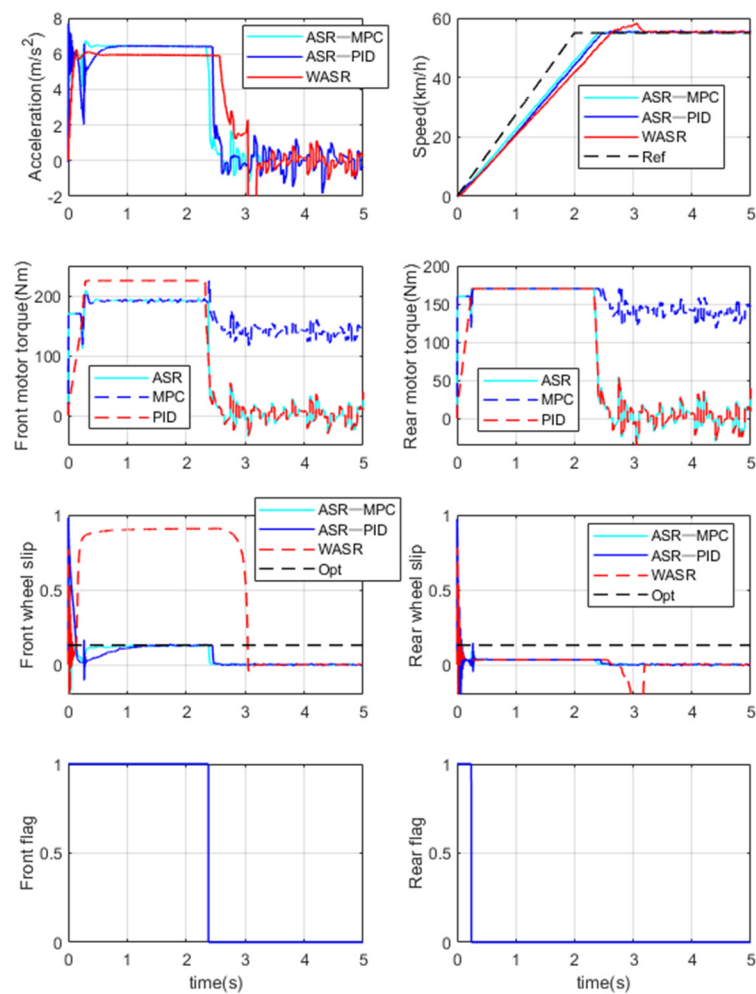 Acceleration(m/s²)
8
6
4
2
0
-2
0 1 2 3 4 5
ASR—MPC
ASR—PID
WASR
Speed(km/h)
60
40
20
0
0 1 2 3 4 5
ASR—MPC
ASR—PID
WASR
Ref
Front motor torque(Nm)
200
100
0
0 1 2 3 4 5
ASR
MPC
PID
Rear motor torque(Nm)
200
150
100
50
0
0 1 2 3 4 5
ASR
MPC
PID
Front wheel slip
1
0.5
0
0 1 2 3 4 5
ASR—MPC
ASR—PID
WASR
Opt
Rear wheel slip
1
0.5
0
0 1 2 3 4 5
ASR—MPC
ASR—PID
WASR
Opt
Front flag
1
0.5
0
0 1 2 3 4 5
time(s)
Rear flag
1
0.5
0
0 1 2 3 4 5
time(s)